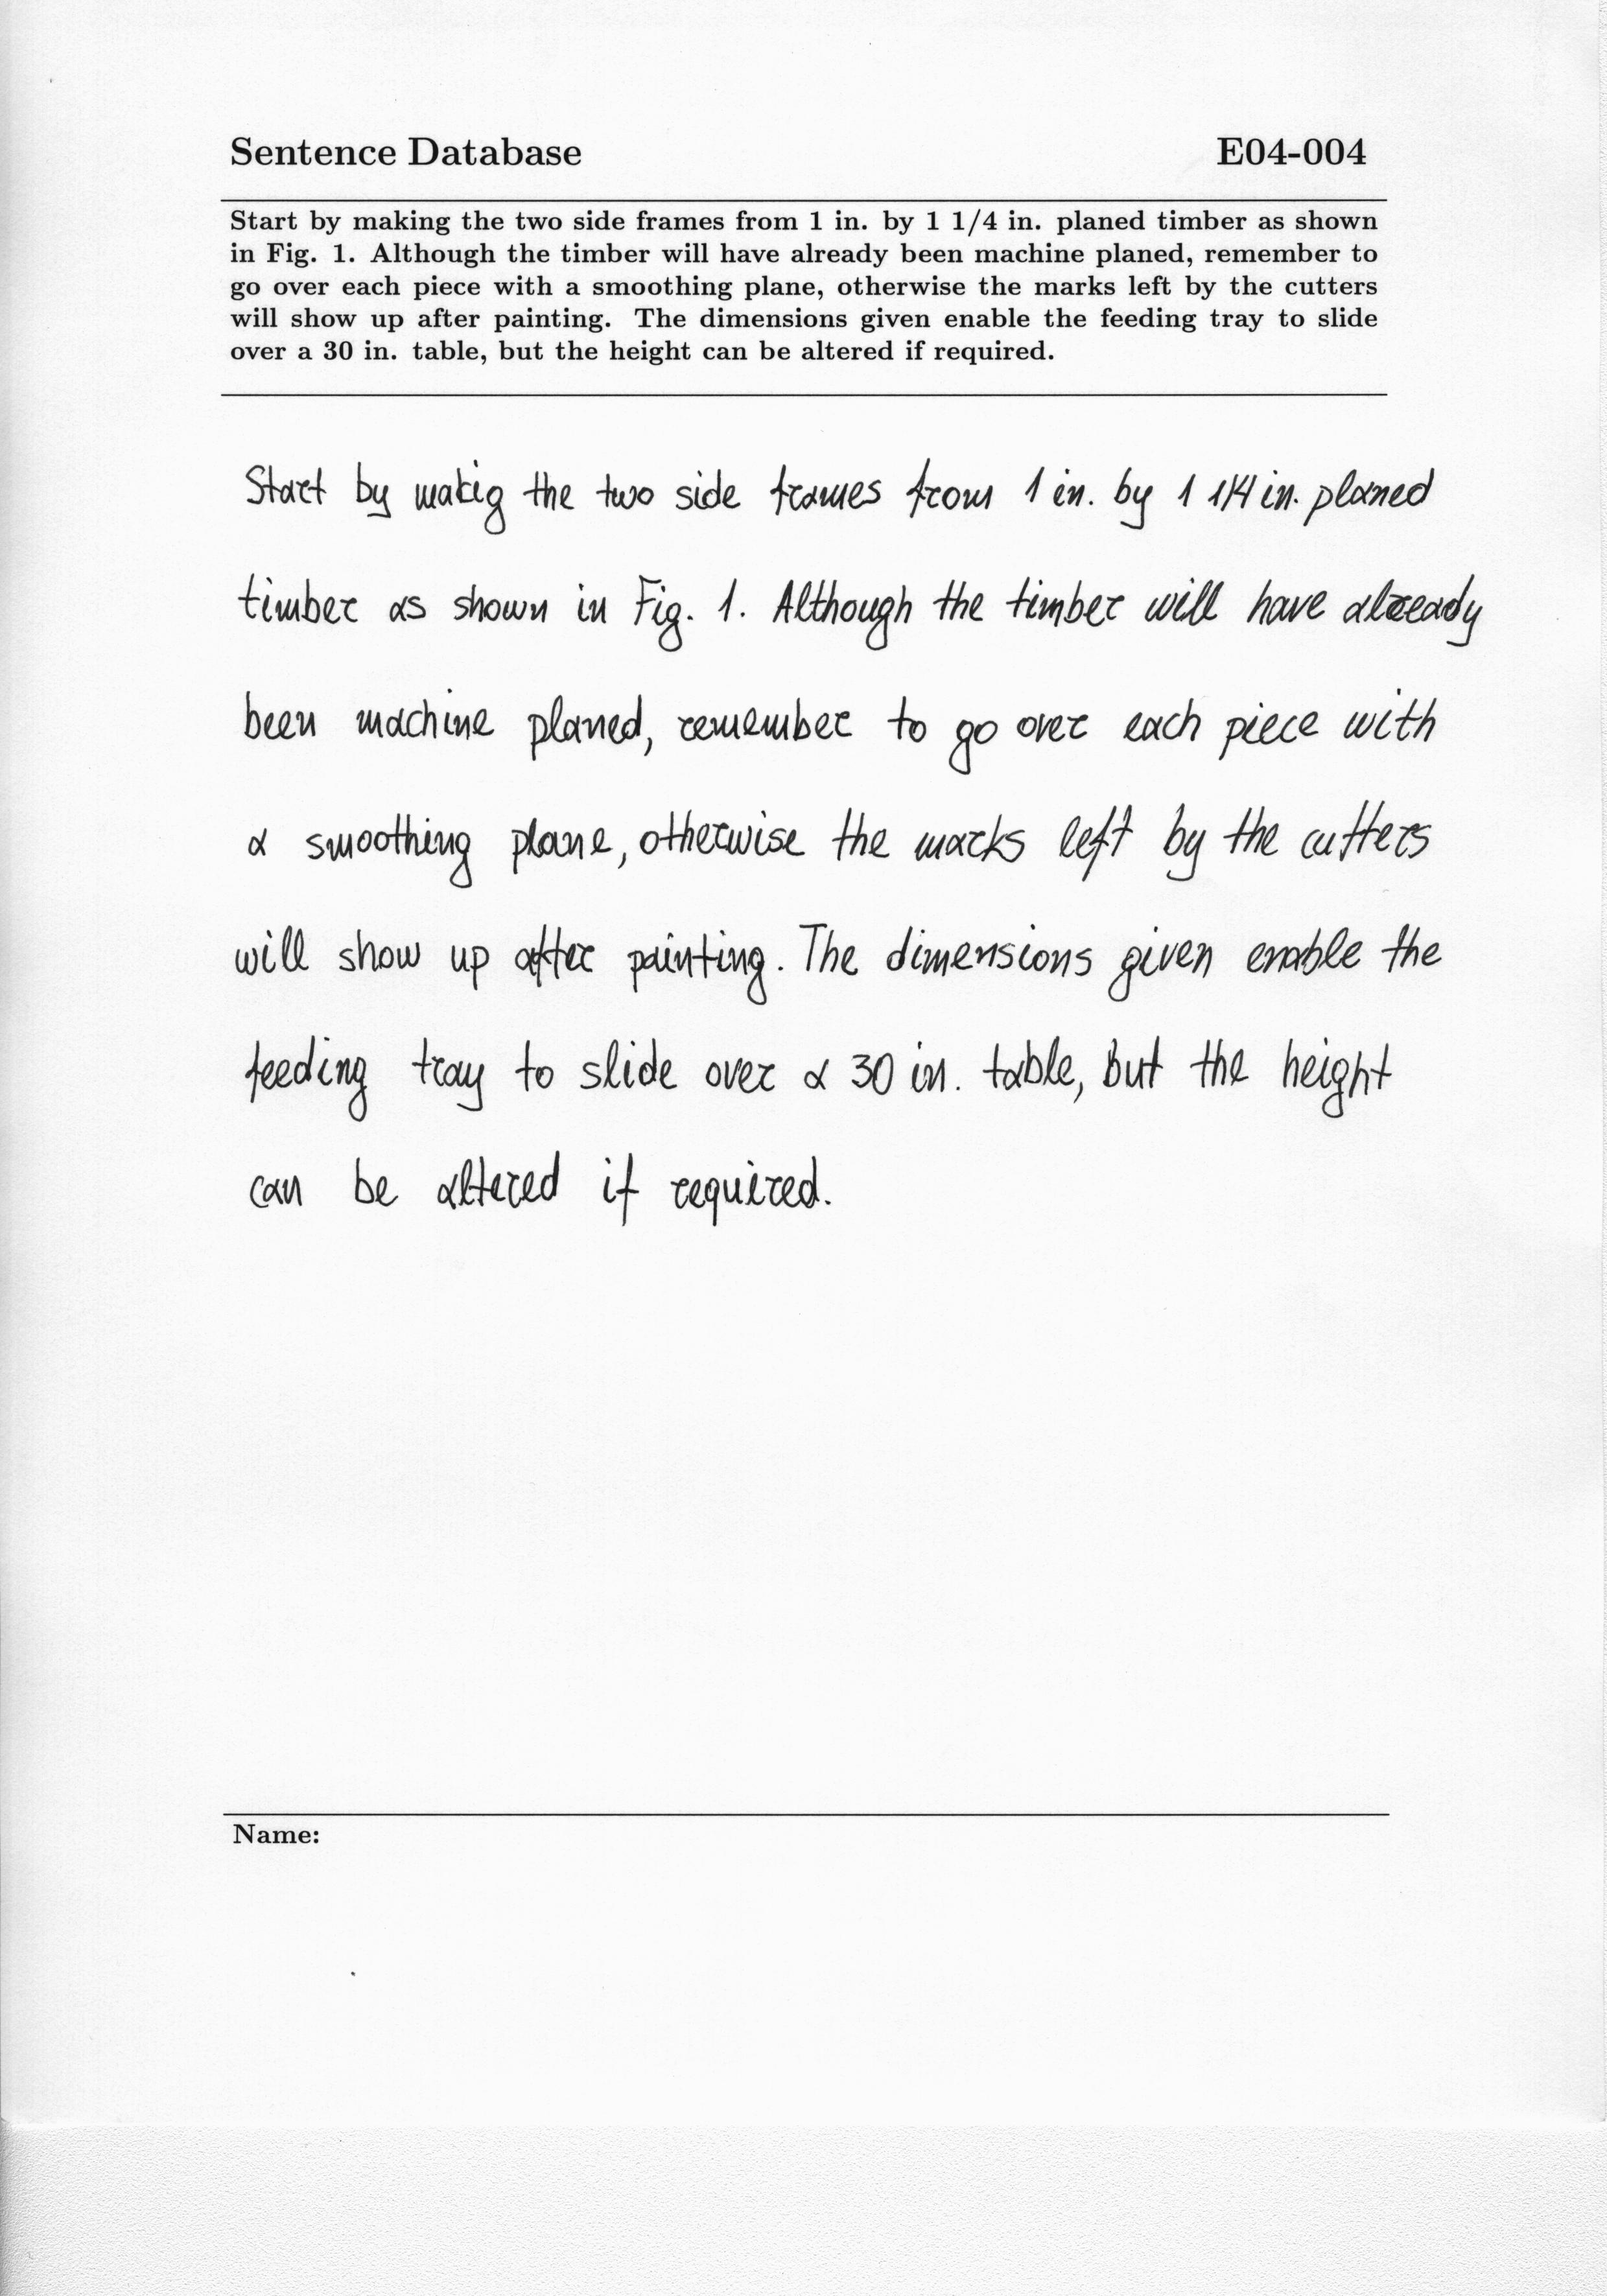 Sentence Database E04-004
Start by making the two side frames from 1 in. by 1 1/4 in. planed timber as shown
in Fig. 1. Although the timber will have already been machine planed, remember to
go over each piece with a smoothing plane, otherwise the marks left by the cutters
will show up after painting. The dimensions given enable the feeding tray to slide
over a 30 in. table, but the height can be altered if required.
Start by makig the two side frames from 1 in. by 1 1/4 in. planed
timber as shown in Fig. 1. Although the timber will have already
been machine planed, remember to go over each piece with
a smoothing plane, otherwise the marks left by the cutters
will show up after painting. The dimensions given enable the
feeding tray to slide over a 30 in. table, but the height
can be altered if required.
Name: